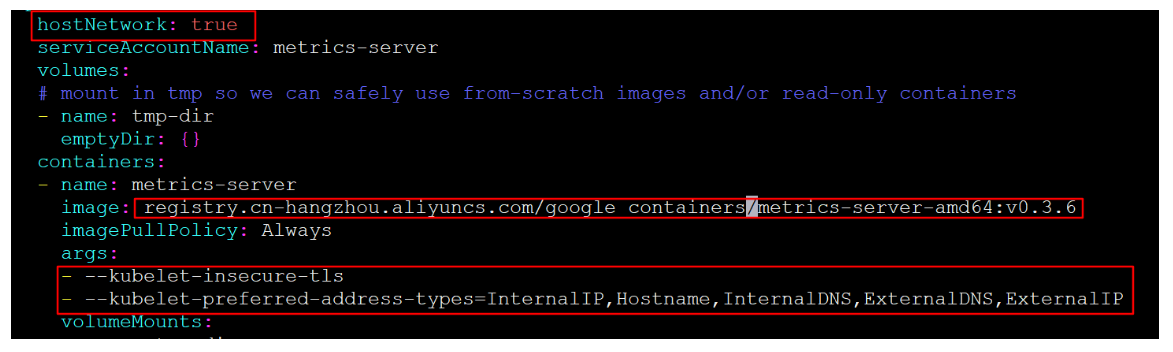 hostNetwork: true
serviceAccountName: metrics-server
volumes:
# mount in tmp so we can safely use from-scratch images and/or read-only containers
- name: tmp-dir
  emptyDir: {}
containers:
- name: metrics-server
  image: registry.cn-hangzhou.aliyuncs.com/google_containers/metrics-server-amd64:v0.3.6
  imagePullPolicy: Always
  args:
  - --kubelet-insecure-tls
  - --kubelet-preferred-address-types=InternalIP,Hostname,InternalDNS,ExternalDNS,ExternalIP
  volumeMounts: